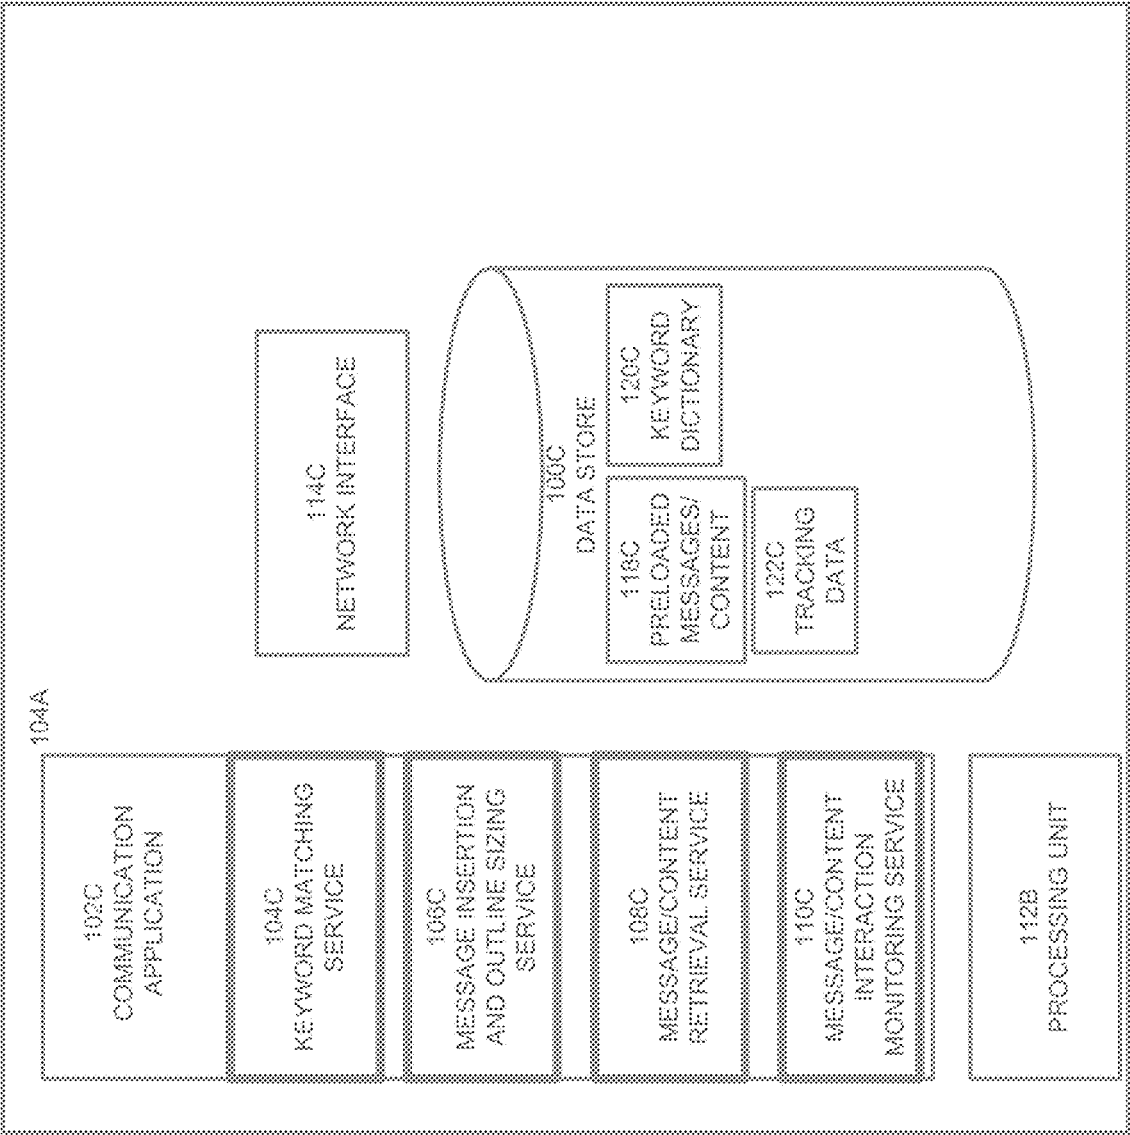 104A
102C
COMMUNICATION
APPLICATION
104C
KEYWORD MATCHING
SERVICE
106C
MESSAGE INSERTION
AND OUTLINE SIZING
SERVICE
108C
MESSAGE/CONTENT
RETRIEVAL SERVICE
110C
MESSAGE/CONTENT
INTERACTION
MONITORING SERVICE
112B
PROCESSING UNIT
114C
NETWORK INTERFACE
100C
DATA STORE
118C
PRELOADED
MESSAGES/
CONTENT
120C
KEYWORD
DICTIONARY
122C
TRACKING
DATA